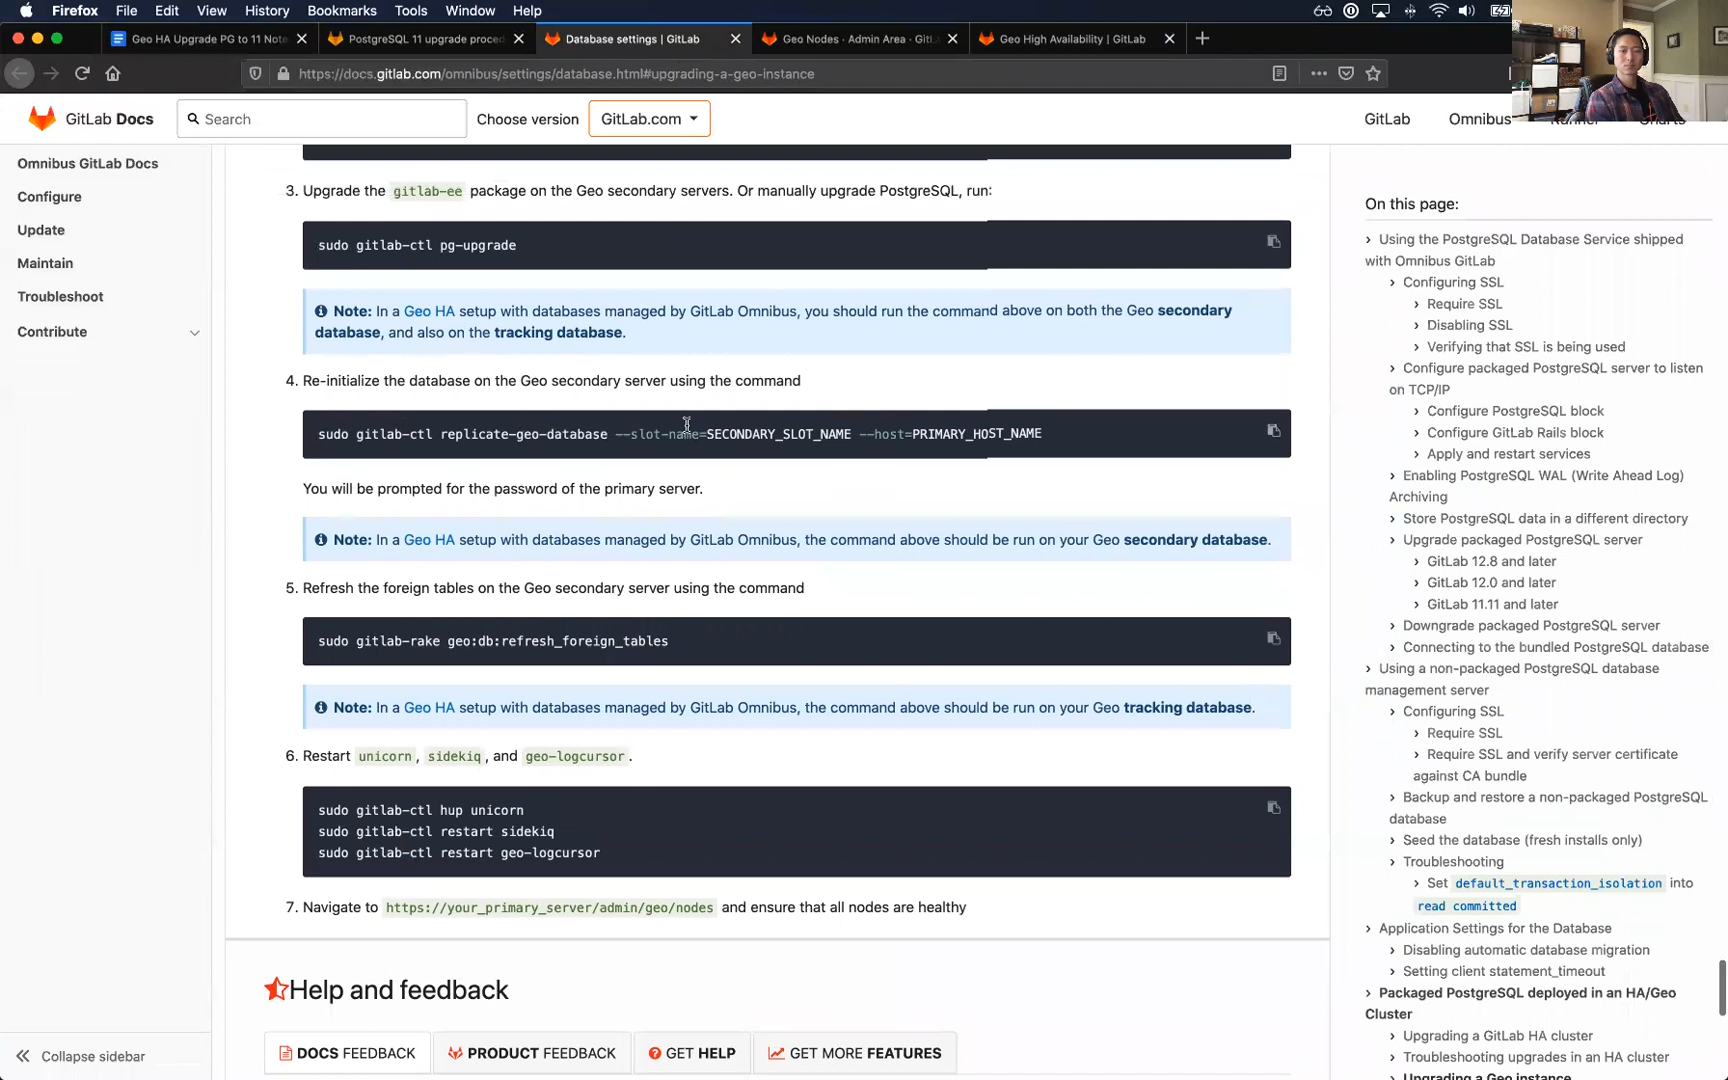 Firefox File Edit View History Bookmarks Tools Window Help
Geo HA Upgrade PG to 11 Note
PostgreSQL 11 upgrade proced
Database settings | GitLab
Geo Nodes · Admin Area · GitL
Geo High Availability | GitLab
https://docs.gitlab.com/omnibus/settings/database.html#upgrading-a-geo-instance
GitLab Docs
Search
Choose version
GitLab.com
GitLab
Omnibus
Omnibus GitLab Docs
Configure
Update
Maintain
Troubleshoot
Contribute
Collapse sidebar
3. Upgrade the gitlab-ee package on the Geo secondary servers. Or manually upgrade PostgreSQL, run:
sudo gitlab-ctl pg-upgrade
Note: In a Geo HA setup with databases managed by GitLab Omnibus, you should run the command above on both the Geo secondary
database, and also on the tracking database.
4. Re-initialize the database on the Geo secondary server using the command
sudo gitlab-ctl replicate-geo-database --slot-name=SECONDARY_SLOT_NAME --host=PRIMARY_HOST_NAME
You will be prompted for the password of the primary server.
Note: In a Geo HA setup with databases managed by GitLab Omnibus, the command above should be run on your Geo secondary database.
5. Refresh the foreign tables on the Geo secondary server using the command
sudo gitlab-rake geo:db:refresh_foreign_tables
Note: In a Geo HA setup with databases managed by GitLab Omnibus, the command above should be run on your Geo tracking database.
6. Restart unicorn, sidekiq, and geo-logcursor.
sudo gitlab-ctl hup unicorn
sudo gitlab-ctl restart sidekiq
sudo gitlab-ctl restart geo-logcursor
7. Navigate to https://your_primary_server/admin/geo/nodes and ensure that all nodes are healthy
Help and feedback
DOCS FEEDBACK
PRODUCT FEEDBACK
GET HELP
GET MORE FEATURES
On this page:
Using the PostgreSQL Database Service shipped
with Omnibus GitLab
Configuring SSL
Require SSL
Disabling SSL
Verifying that SSL is being used
Configure packaged PostgreSQL server to listen
on TCP/IP
Configure PostgreSQL block
Configure GitLab Rails block
Apply and restart services
Enabling PostgreSQL WAL (Write Ahead Log)
Archiving
Store PostgreSQL data in a different directory
Upgrade packaged PostgreSQL server
GitLab 12.8 and later
GitLab 12.0 and later
GitLab 11.11 and later
Downgrade packaged PostgreSQL server
Connecting to the bundled PostgreSQL database
Using a non-packaged PostgreSQL database
management server
Configuring SSL
Require SSL
Require SSL and verify server certificate
against CA bundle
Backup and restore a non-packaged PostgreSQL
database
Seed the database (fresh installs only)
Troubleshooting
Set default_transaction_isolation into
read committed
Application Settings for the Database
Disabling automatic database migration
Setting client statement_timeout
Packaged PostgreSQL deployed in an HA/Geo
Cluster
Upgrading a GitLab HA cluster
Troubleshooting upgrades in an HA cluster
Upgrading a Geo instance